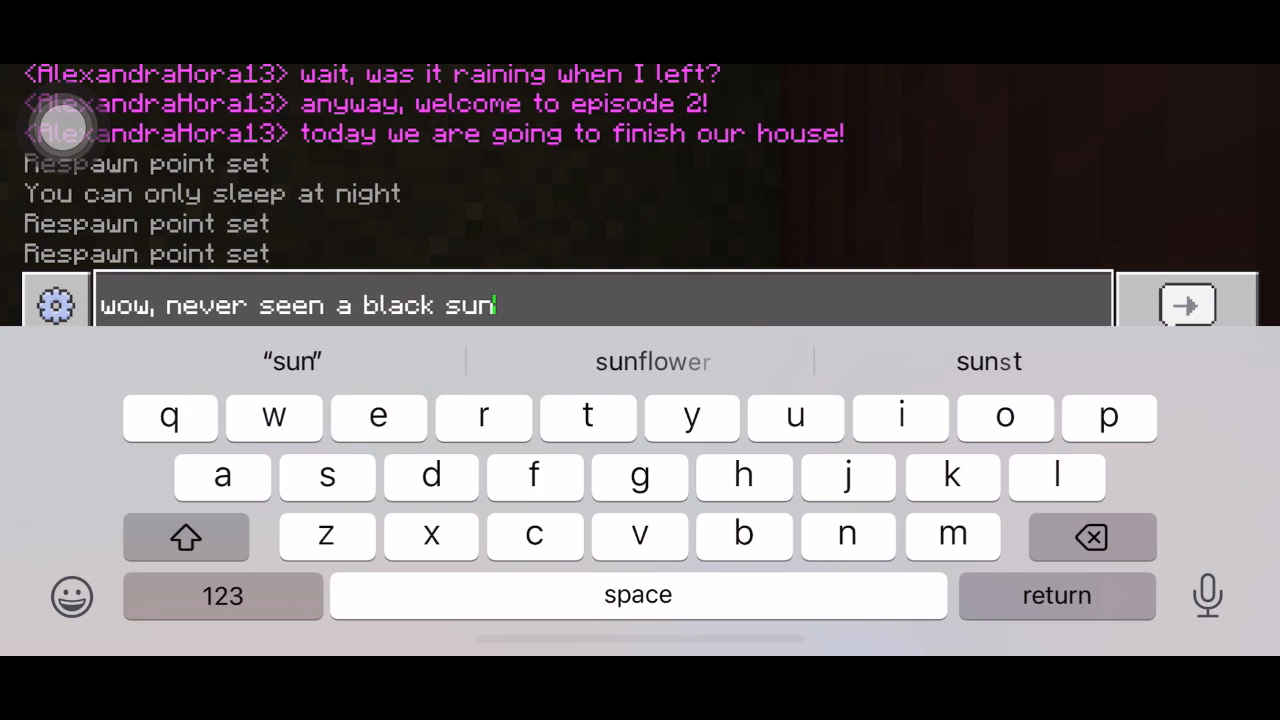 <AlexandraHora13> wait, was it raining when I left?
<AlexandraHora13> anyway, welcome to episode 2!
<AlexandraHora13> today we are going to finish our house!
Respawn point set
You can only sleep at night
Respawn point set
Respawn point set
wow, never seen a black sun
“sun” sunflower sunst
q w e r t y u i o p
a s d f g h j k l
z x c v b n m
123 space return